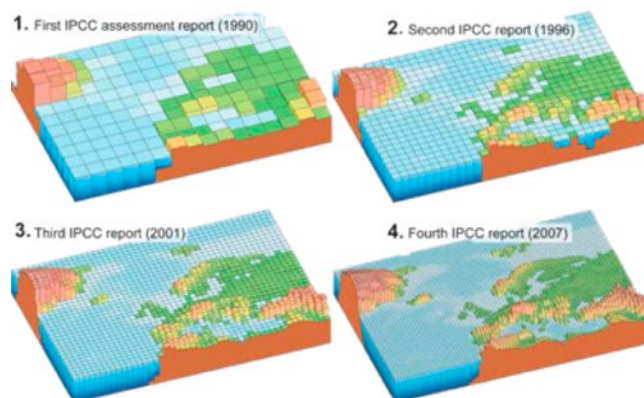 1. First IPCC assessment report (1990)
2. Second IPCC report (1996)
3. Third IPCC report (2001)
4. Fourth IPCC report (2007)